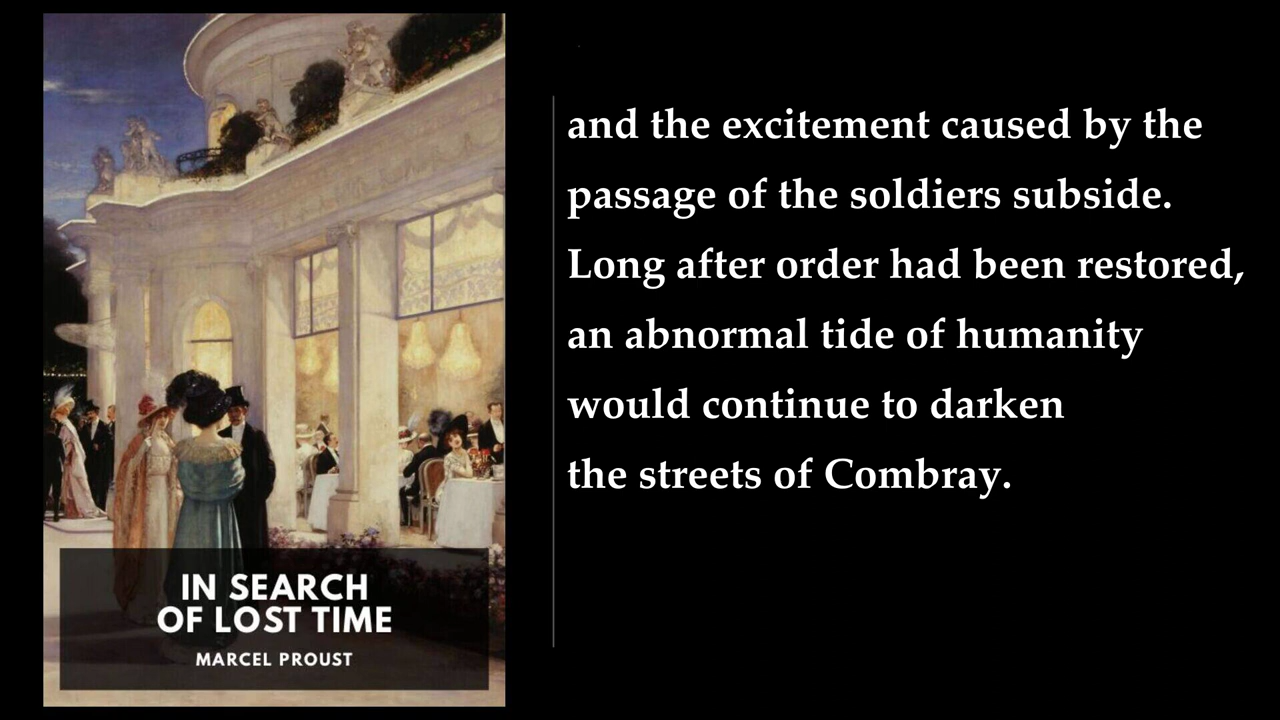 and the excitement caused by the
passage of the soldiers subside.
Long after order had been restored,
an abnormal tide of humanity
would continue to darken
the streets of Combray.
IN SEARCH
OF LOST TIME
MARCEL PROUST